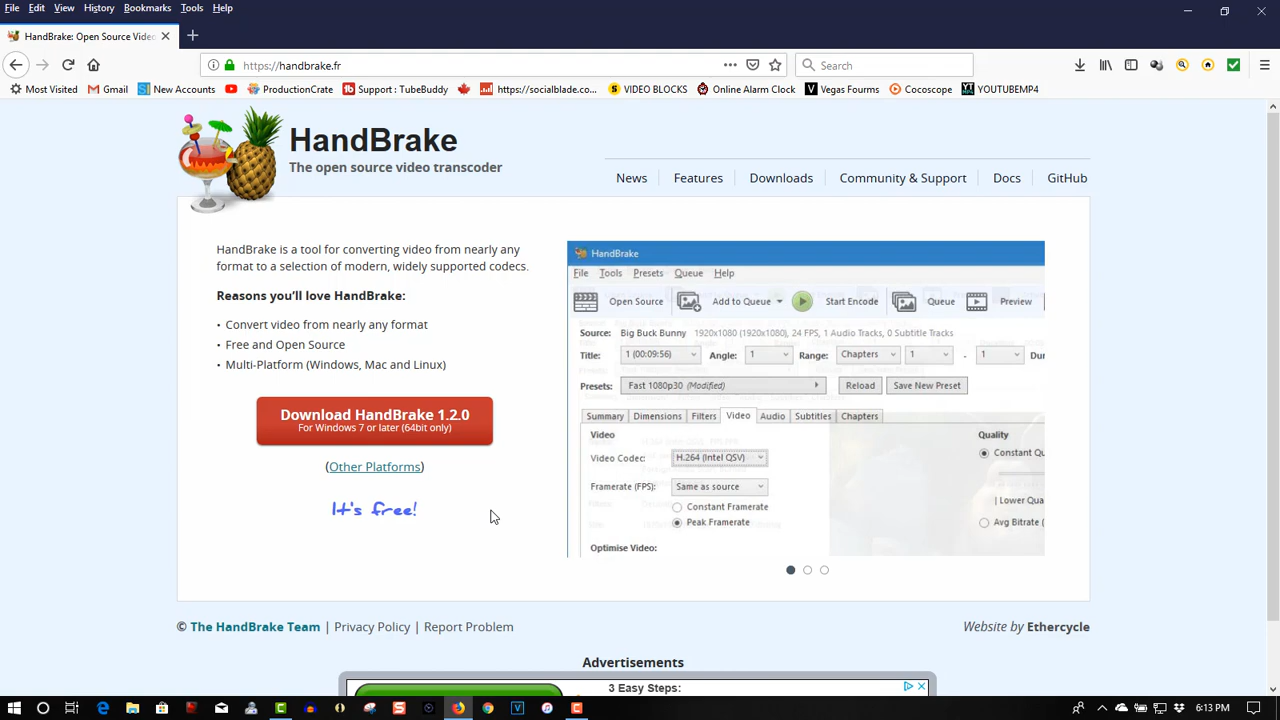 File Edit View History Bookmarks Tools Help
HandBrake: Open Source Video
https://handbrake.fr
Search
Most Visited Gmail New Accounts ProductionCrate Support : TubeBuddy https://socialblade.co... VIDEO BLOCKS Online Alarm Clock Vegas Fourms Cocoscope YOUTUBEMP4
HandBrake
The open source video transcoder
News Features Downloads Community & Support Docs GitHub
HandBrake is a tool for converting video from nearly any
format to a selection of modern, widely supported codecs.
Reasons you'll love HandBrake:
• Convert video from nearly any format
• Free and Open Source
• Multi-Platform (Windows, Mac and Linux)
Download HandBrake 1.2.0
For Windows 7 or later (64bit only)
(Other Platforms)
It's free!
HandBrake
File Tools Presets Queue Help
Open Source Add to Queue Start Encode Queue Preview
Source: Big Buck Bunny 1920x1080 (1920x1080), 24 FPS, 1 Audio Tracks, 0 Subtitle Tracks
Title: 1 (00:09:56) Angle: 1 Range: Chapters 1 - 1 Dur
Presets: Fast 1080p30 (Modified) Reload Save New Preset
Summary Dimensions Filters Video Audio Subtitles Chapters
Video Quality
Video Codec: H.264 (Intel QSV) Constant Qu
Framerate (FPS): Same as source
Constant Framerate | Lower Qua
Peak Framerate Avg Bitrate (
Optimise Video:
© The HandBrake Team | Privacy Policy | Report Problem
Website by Ethercycle
Advertisements
3 Easy Steps:
6:13 PM